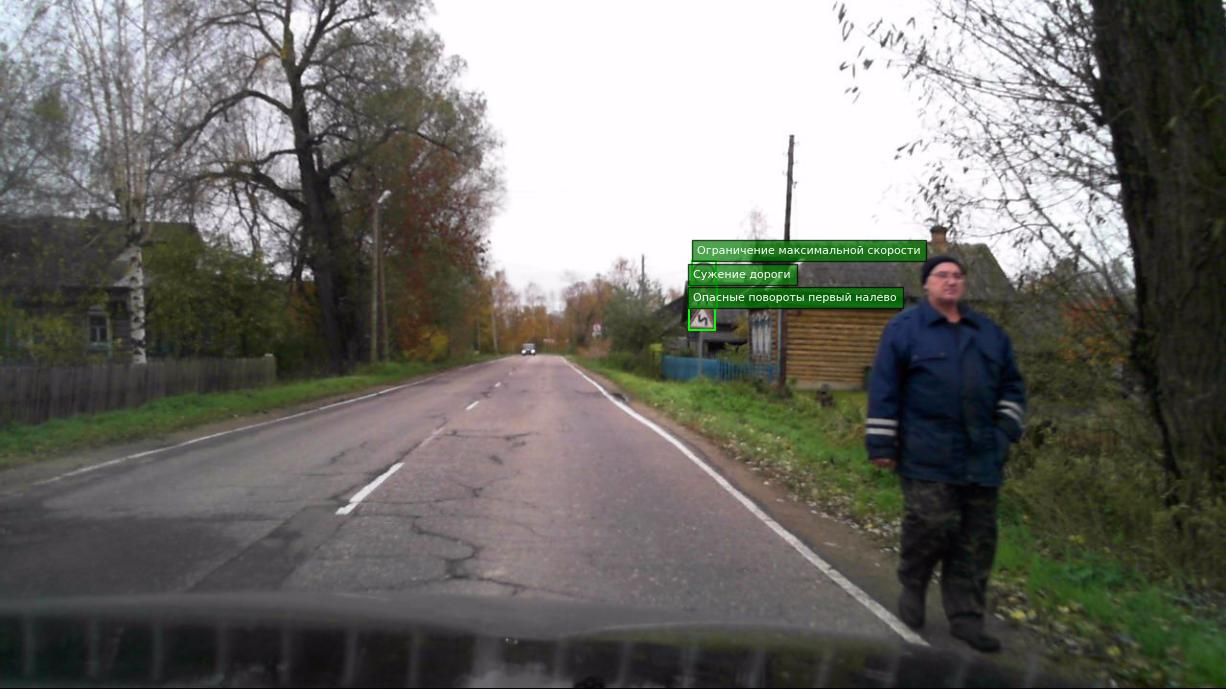 Ограничение максимальной скорости
Сужение дороги
Опасные повороты первый налево